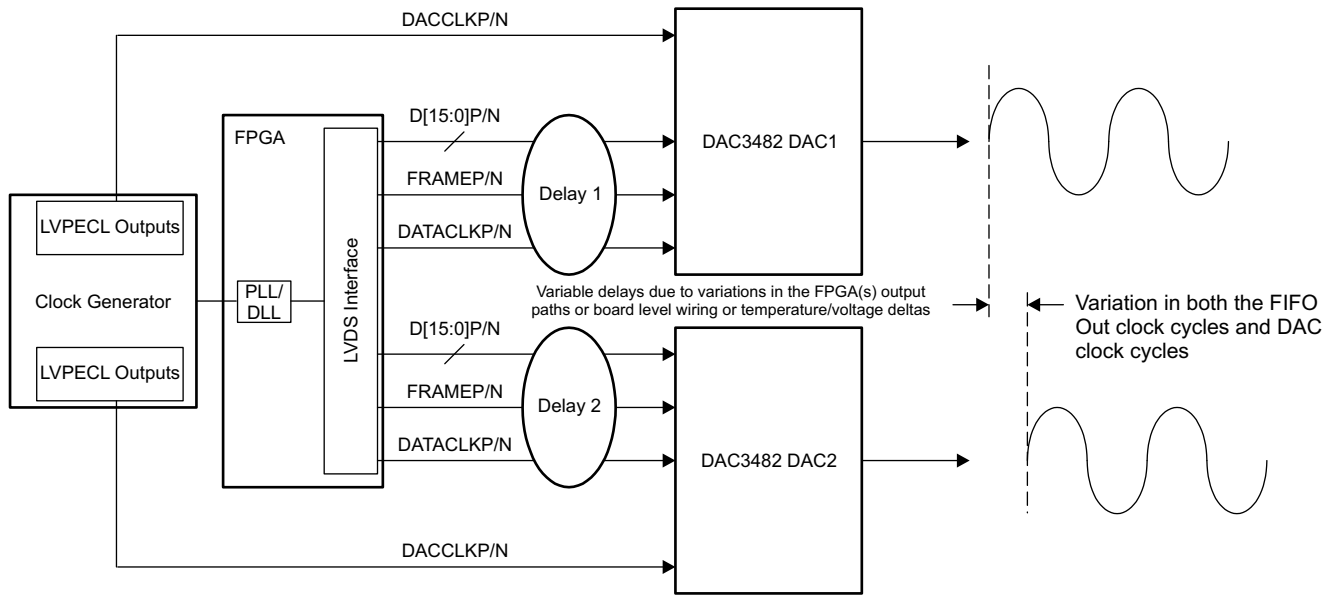 DACCLKP/N
FPGA
D[15:0]P/N
FRAMEP/N
DATACLKP/N
Delay 1
DAC3482 DAC1
LVPECL Outputs
Clock Generator
LVPECL Outputs
PLL/
DLL
LVDS Interface
Variable delays due to variations in the FPGA(s) output
paths or board level wiring or temperature/voltage deltas
Variation in both the FIFO
Out clock cycles and DAC
clock cycles
D[15:0]P/N
FRAMEP/N
DATACLKP/N
Delay 2
DAC3482 DAC2
DACCLKP/N